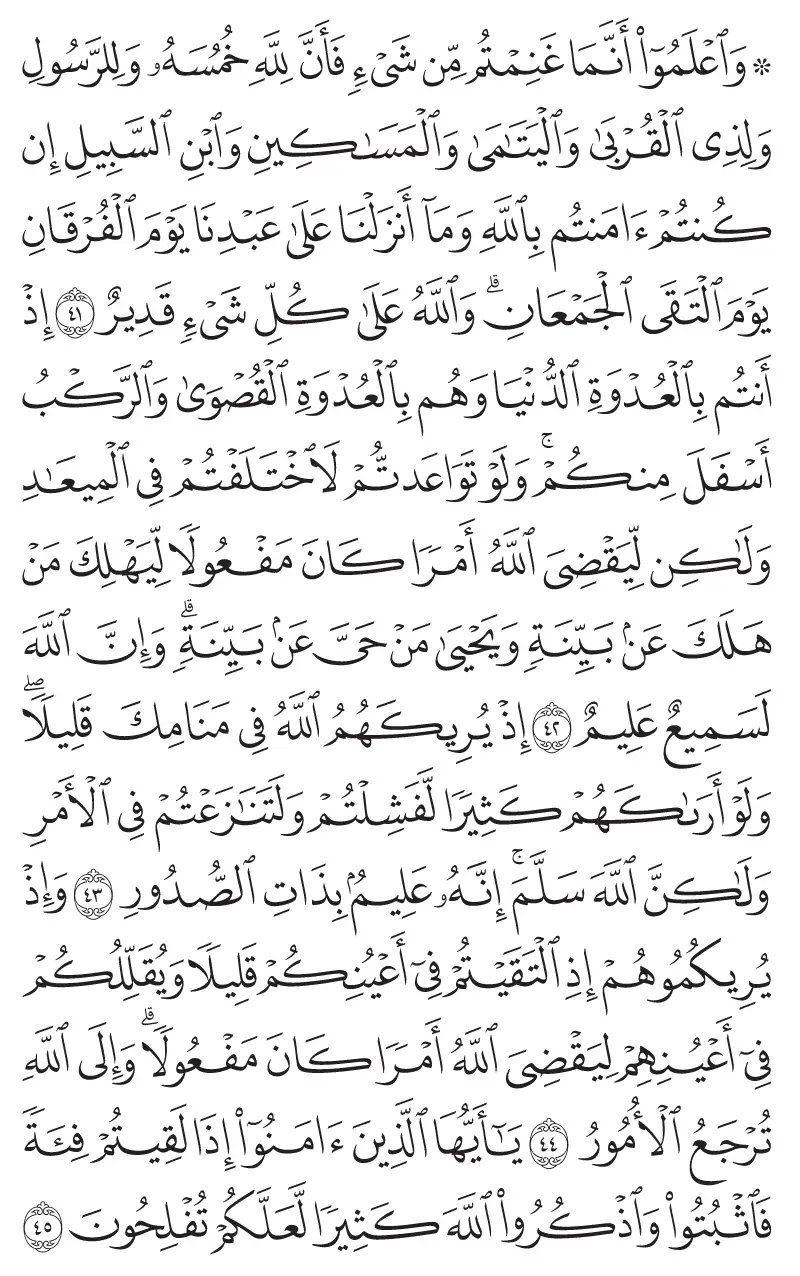 ۞ وَٱعۡلَمُوٓاْ أَنَّمَا غَنِمۡتُم مِّن شَيۡءٖ فَأَنَّ لِلَّهِ خُمُسَهُۥ وَلِلرَّسُولِ
وَلِذِي ٱلۡقُرۡبَىٰ وَٱلۡيَتَٰمَىٰ وَٱلۡمَسَٰكِينِ وَٱبۡنِ ٱلسَّبِيلِ إِن
كُنتُمۡ ءَامَنتُم بِٱللَّهِ وَمَآ أَنزَلۡنَا عَلَىٰ عَبۡدِنَا يَوۡمَ ٱلۡفُرۡقَانِ
يَوۡمَ ٱلۡتَقَى ٱلۡجَمۡعَانِۗ وَٱللَّهُ عَلَىٰ كُلِّ شَيۡءٖ قَدِيرٌ ٤١ إِذۡ
أَنتُم بِٱلۡعُدۡوَةِ ٱلدُّنۡيَا وَهُم بِٱلۡعُدۡوَةِ ٱلۡقُصۡوَىٰ وَٱلرَّكۡبُ
أَسۡفَلَ مِنكُمۡۚ وَلَوۡ تَوَاعَدتُّمۡ لَٱخۡتَلَفۡتُمۡ فِي ٱلۡمِيعَٰدِ
وَلَٰكِن لِّيَقۡضِيَ ٱللَّهُ أَمۡرٗا كَانَ مَفۡعُولٗا لِّيَهۡلِكَ مَنۡ
هَلَكَ عَنۢ بَيِّنَةٖ وَيَحۡيَىٰ مَنۡ حَيَّ عَنۢ بَيِّنَةٖۗ وَإِنَّ ٱللَّهَ
لَسَمِيعٌ عَلِيمٌ ٤٢ إِذۡ يُرِيكَهُمُ ٱللَّهُ فِي مَنَامِكَ قَلِيلٗاۖ
وَلَوۡ أَرَىٰكَهُمۡ كَثِيرٗا لَّفَشِلۡتُمۡ وَلَتَنَٰزَعۡتُمۡ فِي ٱلۡأَمۡرِ
وَلَٰكِنَّ ٱللَّهَ سَلَّمَۚ إِنَّهُۥ عَلِيمُۢ بِذَاتِ ٱلصُّدُورِ ٤٣ وَإِذۡ
يُرِيكُمُوهُمۡ إِذِ ٱلۡتَقَيۡتُمۡ فِيٓ أَعۡيُنِكُمۡ قَلِيلٗا وَيُقَلِّلُكُمۡ
فِيٓ أَعۡيُنِهِمۡ لِيَقۡضِيَ ٱللَّهُ أَمۡرٗا كَانَ مَفۡعُولٗاۗ وَإِلَى ٱللَّهِ
تُرۡجَعُ ٱلۡأُمُورُ ٤٤ يَٰٓأَيُّهَا ٱلَّذِينَ ءَامَنُوٓاْ إِذَا لَقِيتُمۡ فِئَةٗ
فَٱثۡبُتُواْ وَٱذۡكُرُواْ ٱللَّهَ كَثِيرٗا لَّعَلَّكُمۡ تُفۡلِحُونَ ٤٥